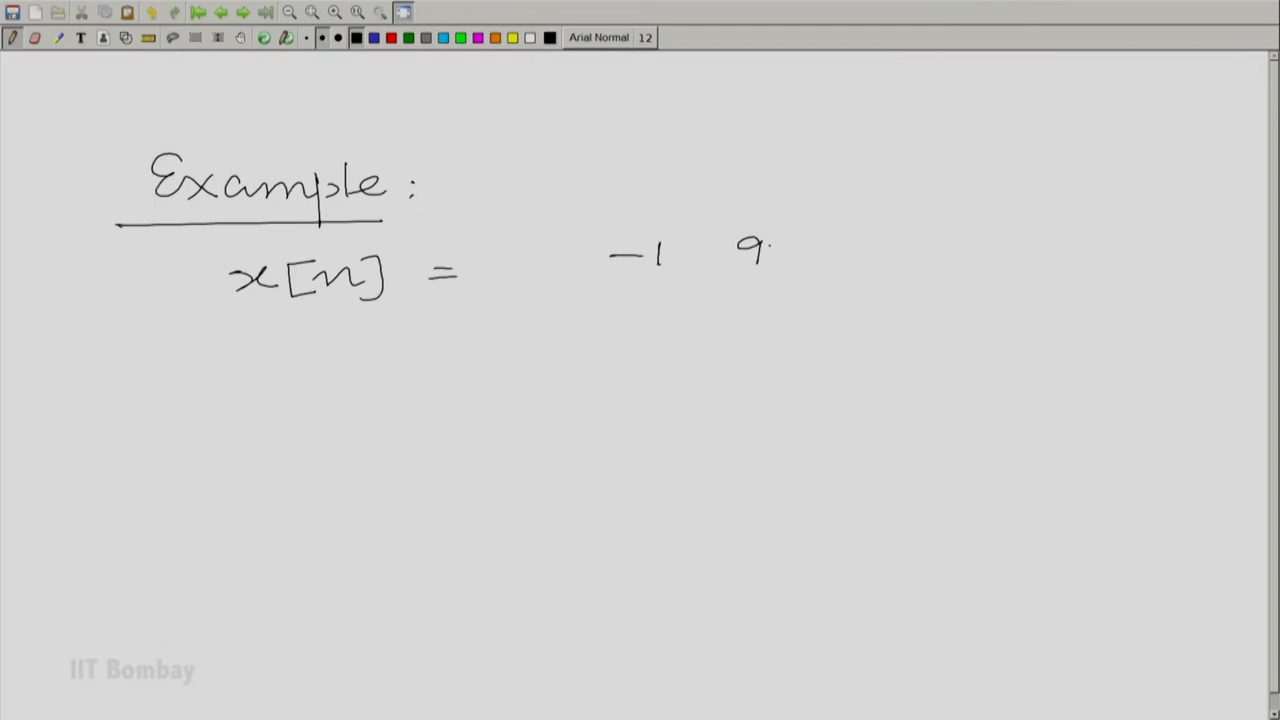 Arial Normal 12
Example :
x[n] = -1 9
IIT Bombay